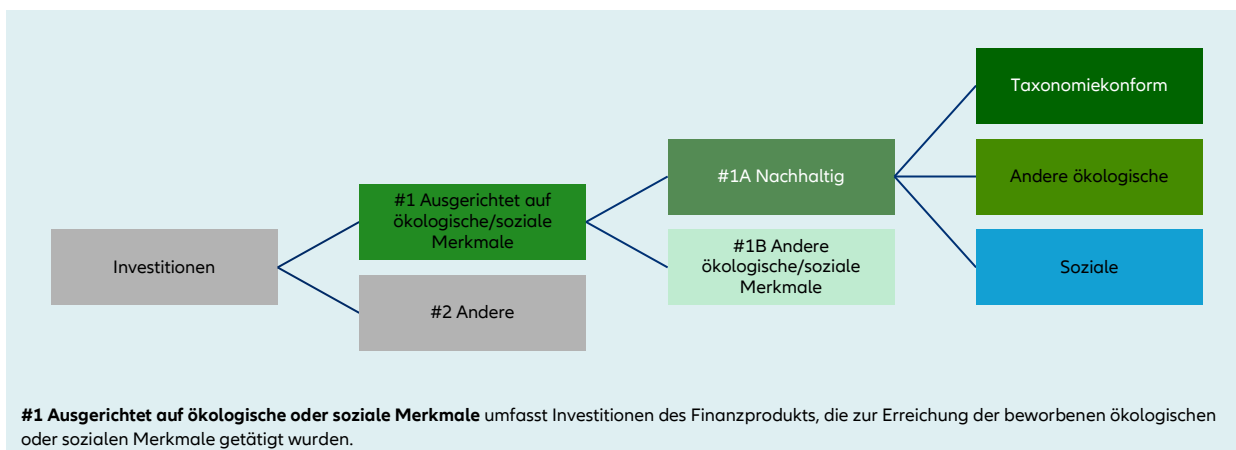 Investitionen
#1 Ausgerichtet auf
ökologische/soziale
Merkmale
#2 Andere
#1A Nachhaltig
#1B Andere
ökologische/soziale
Merkmale
Taxonomiekonform
Andere ökologische
Soziale
#1 Ausgerichtet auf ökologische oder soziale Merkmale umfasst Investitionen des Finanzprodukts, die zur Erreichung der beworbenen ökologischen
oder sozialen Merkmale getätigt wurden.